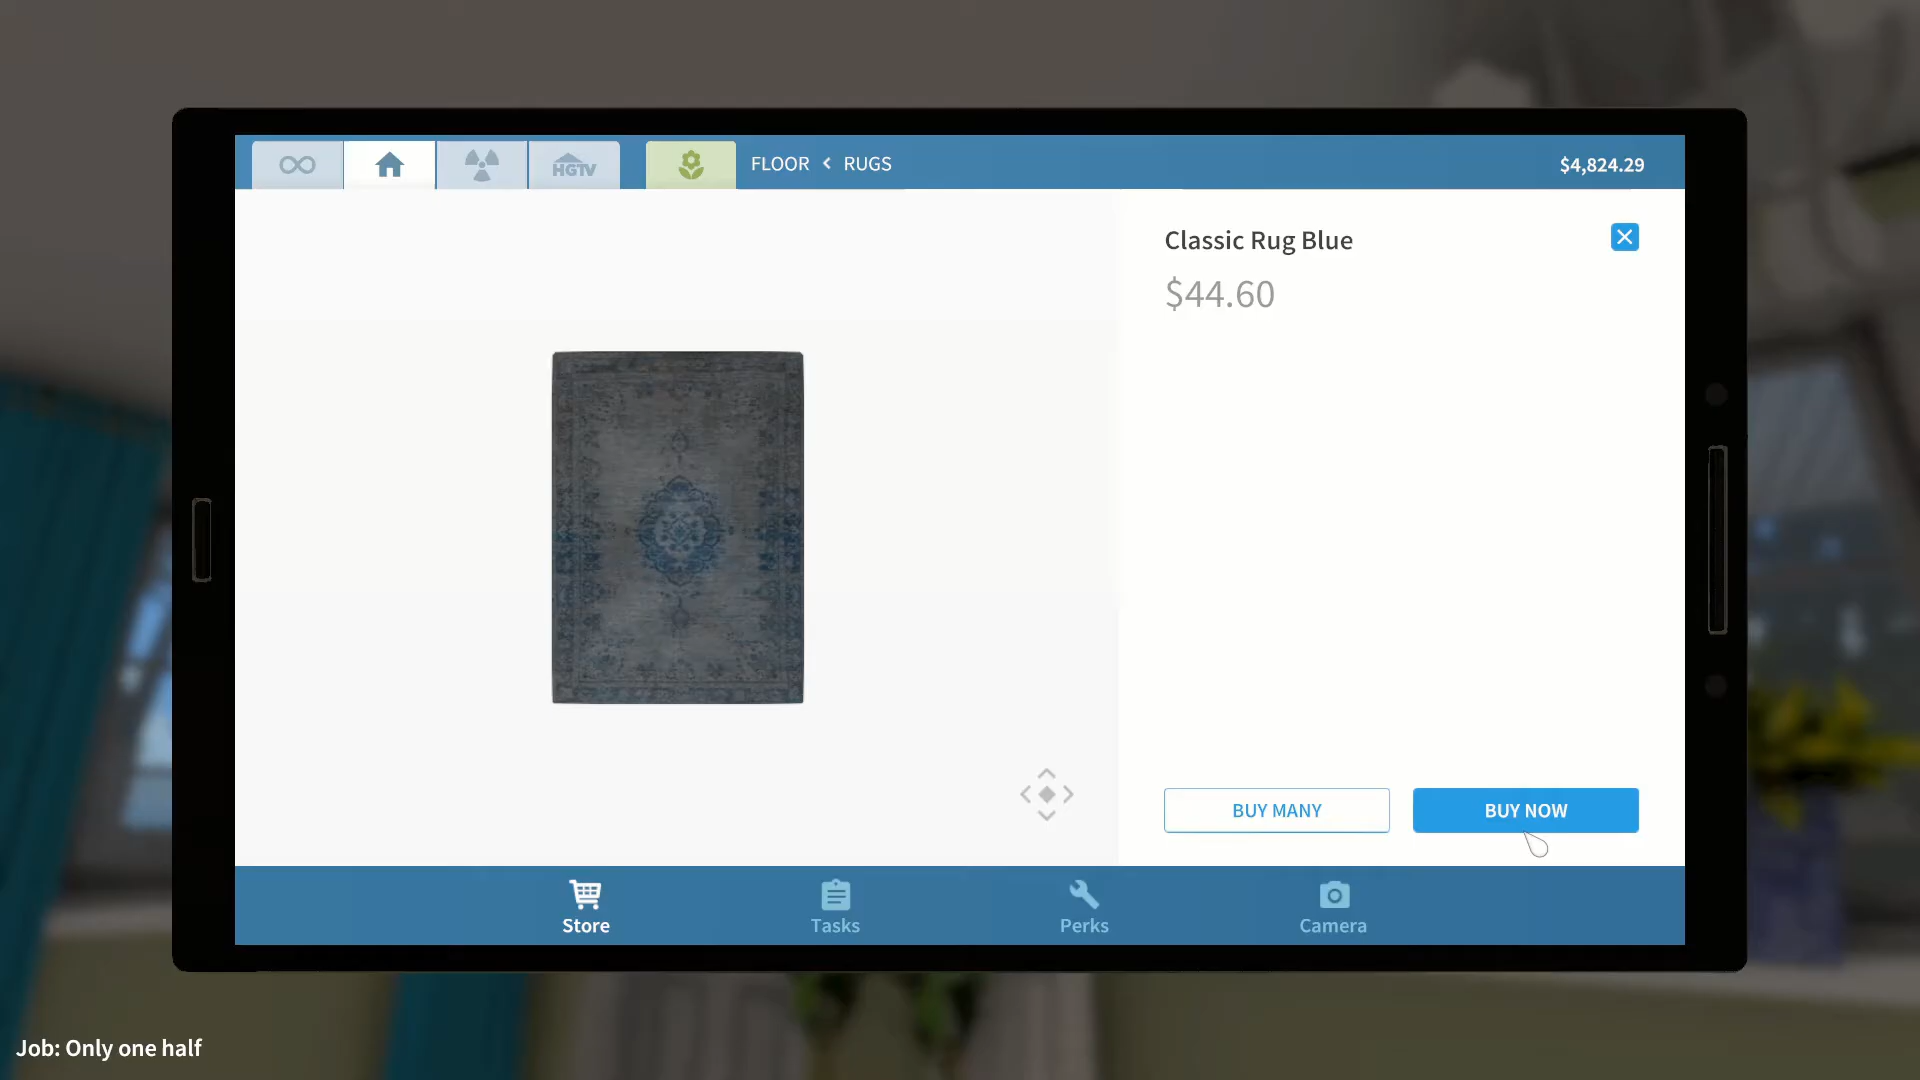 HGTV
FLOOR < RUGS
$4,824.29
Classic Rug Blue
$44.60
BUY MANY
BUY NOW
Store
Tasks
Perks
Camera
Job: Only one half